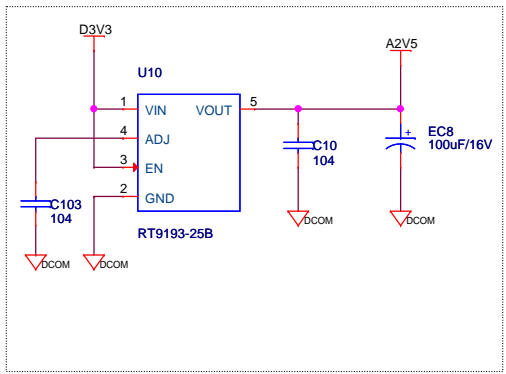 D3V3
A2V5
U10
1 VIN VOUT 5
4 ADJ
3 EN
2 GND
C10
104
+ EC8
100uF/16V
C103
104
RT9193-25B
DCOM
DCOM
DCOM
DCOM